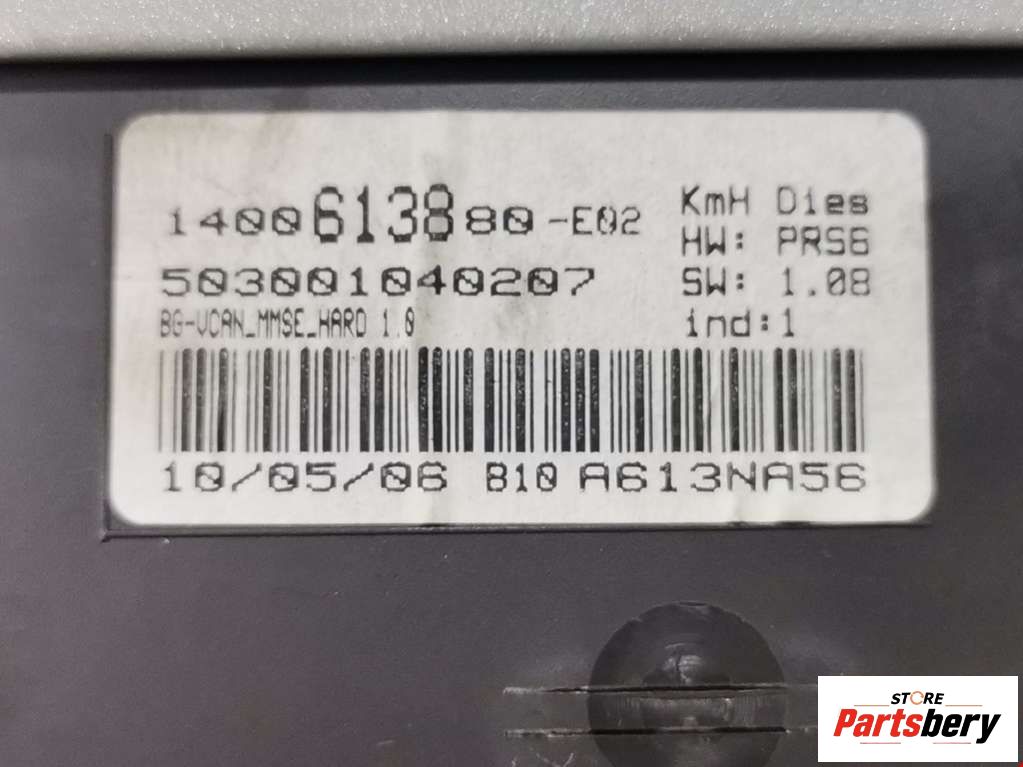 1400613880-E02
503001040207
BG-VCAN_MMSE_HARD 1.0
KmH Dies
HW: PRS6
SW: 1.08
ind:1
10/05/06 810 A613NA56
STORE
Partsbery